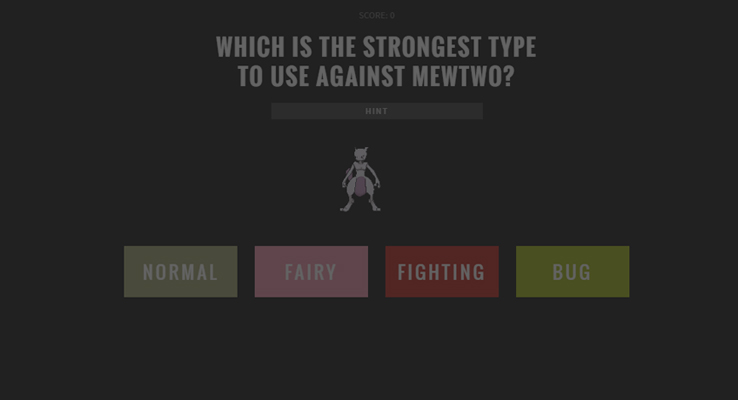 SCORE: 0
WHICH IS THE STRONGEST TYPE
TO USE AGAINST MEWTWO?
HINT
NORMAL
FAIRY
FIGHTING
BUG